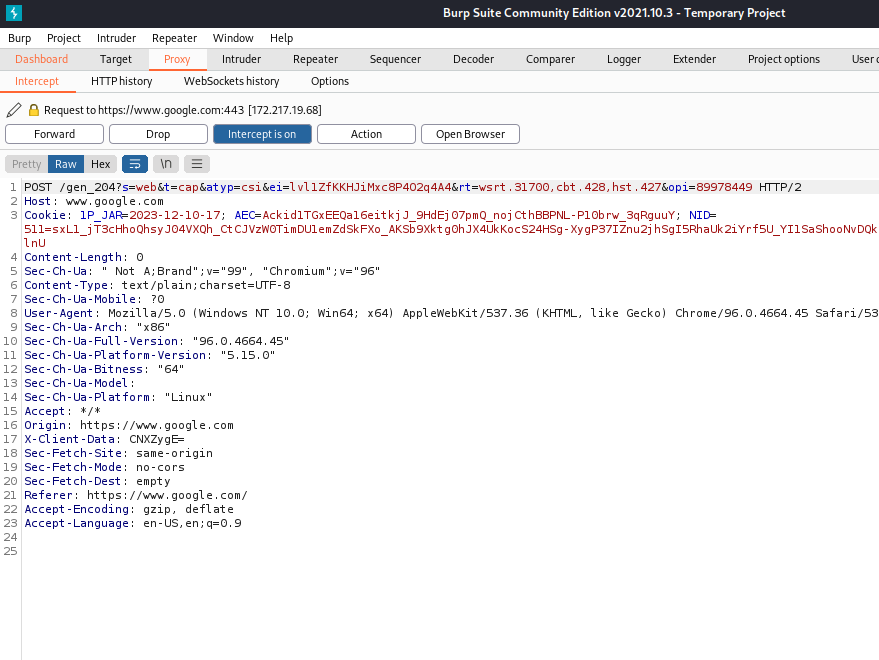 Burp Suite Community Edition v2021.10.3 - Temporary Project
Burp Project Intruder Repeater Window Help
Dashboard Target Proxy Intruder Repeater Sequencer Decoder Comparer Logger Extender Project options User
Intercept HTTP history WebSockets history Options
Request to https://www.google.com:443 [172.217.19.68]
Forward Drop Intercept is on Action Open Browser
Pretty Raw Hex \n
1 POST /gen_204?s=web&t=cap&atyp=csi&ei=lvl1ZfKKHJiMxc8P4O2q4A4&rt=wsrt.31700,cbt.428,hst.427&opi=89978449 HTTP/2
2 Host: www.google.com
3 Cookie: 1P_JAR=2023-12-10-17; AEC=Ackid1TGxEEQa16eitkjJ_9HdEj07pmQ_nojCthBBPNL-P10brw_3qRguuY; NID=
511=sxL1_jT3cHhoQhsyJ04VXQh_CtCJVzW0TimDU1emZdSkFXo_AKSb9Xktg0hJX4UkKocS24HSg-XygP37IZnu2jhSgI5RhaUk2iYrf5U_YI1SaShooNvDQk
lnU
4 Content-Length: 0
5 Sec-Ch-Ua: " Not A;Brand";v="99", "Chromium";v="96"
6 Content-Type: text/plain;charset=UTF-8
7 Sec-Ch-Ua-Mobile: ?0
8 User-Agent: Mozilla/5.0 (Windows NT 10.0; Win64; x64) AppleWebKit/537.36 (KHTML, like Gecko) Chrome/96.0.4664.45 Safari/53
9 Sec-Ch-Ua-Arch: "x86"
10 Sec-Ch-Ua-Full-Version: "96.0.4664.45"
11 Sec-Ch-Ua-Platform-Version: "5.15.0"
12 Sec-Ch-Ua-Bitness: "64"
13 Sec-Ch-Ua-Model:
14 Sec-Ch-Ua-Platform: "Linux"
15 Accept: */*
16 Origin: https://www.google.com
17 X-Client-Data: CNXZygE=
18 Sec-Fetch-Site: same-origin
19 Sec-Fetch-Mode: no-cors
20 Sec-Fetch-Dest: empty
21 Referer: https://www.google.com/
22 Accept-Encoding: gzip, deflate
23 Accept-Language: en-US,en;q=0.9
24
25